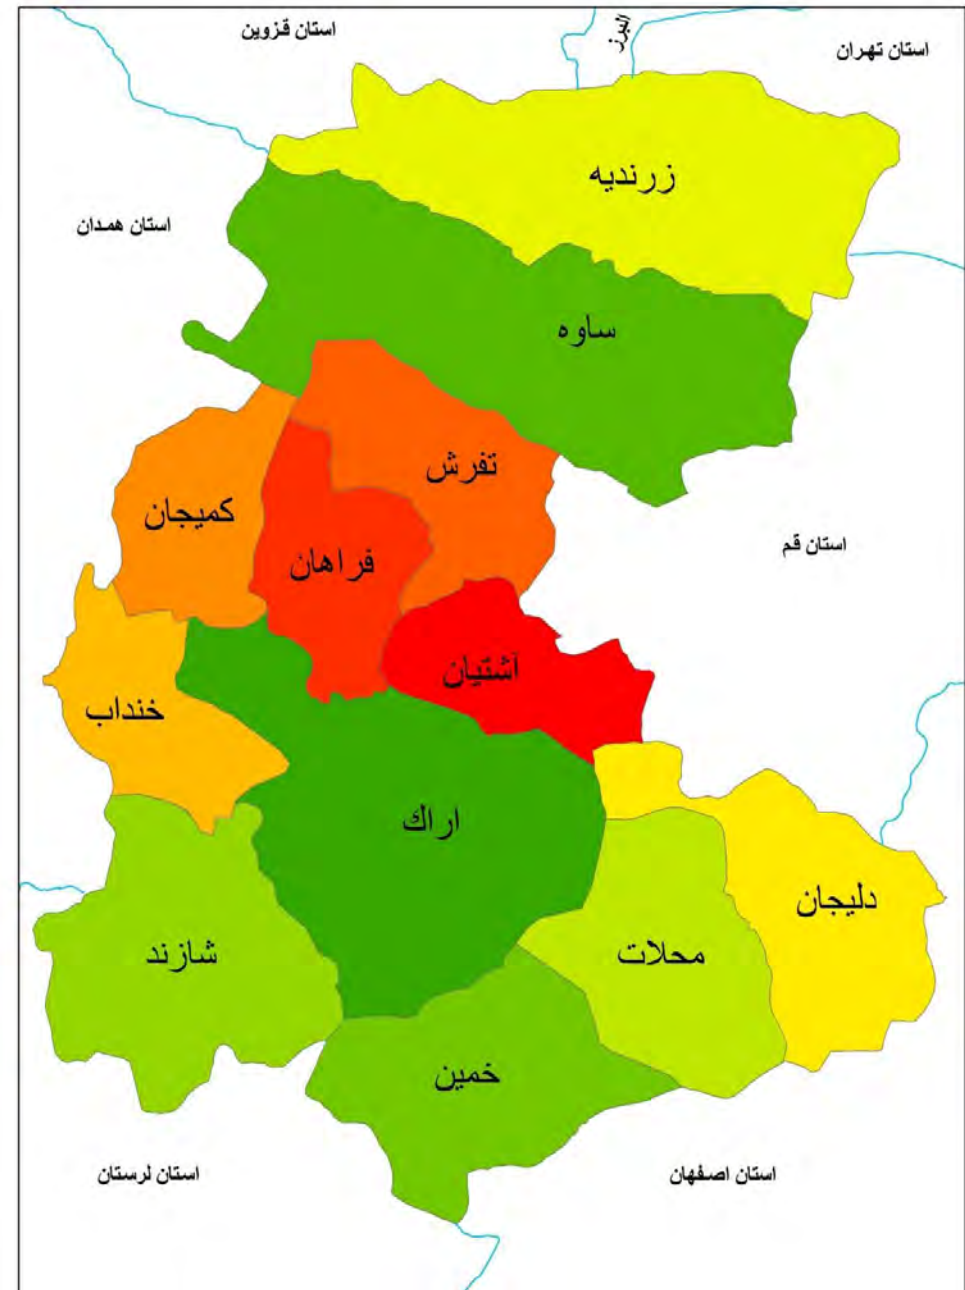 استان قزوین
البرز
استان تهران
زرندیه
استان همدان
ساوه
تفرش
کمیجان
استان قم
فراهان
آشتیان
خنداب
اراک
دلیجان
محلات
شازند
خمین
استان لرستان
استان اصفهان